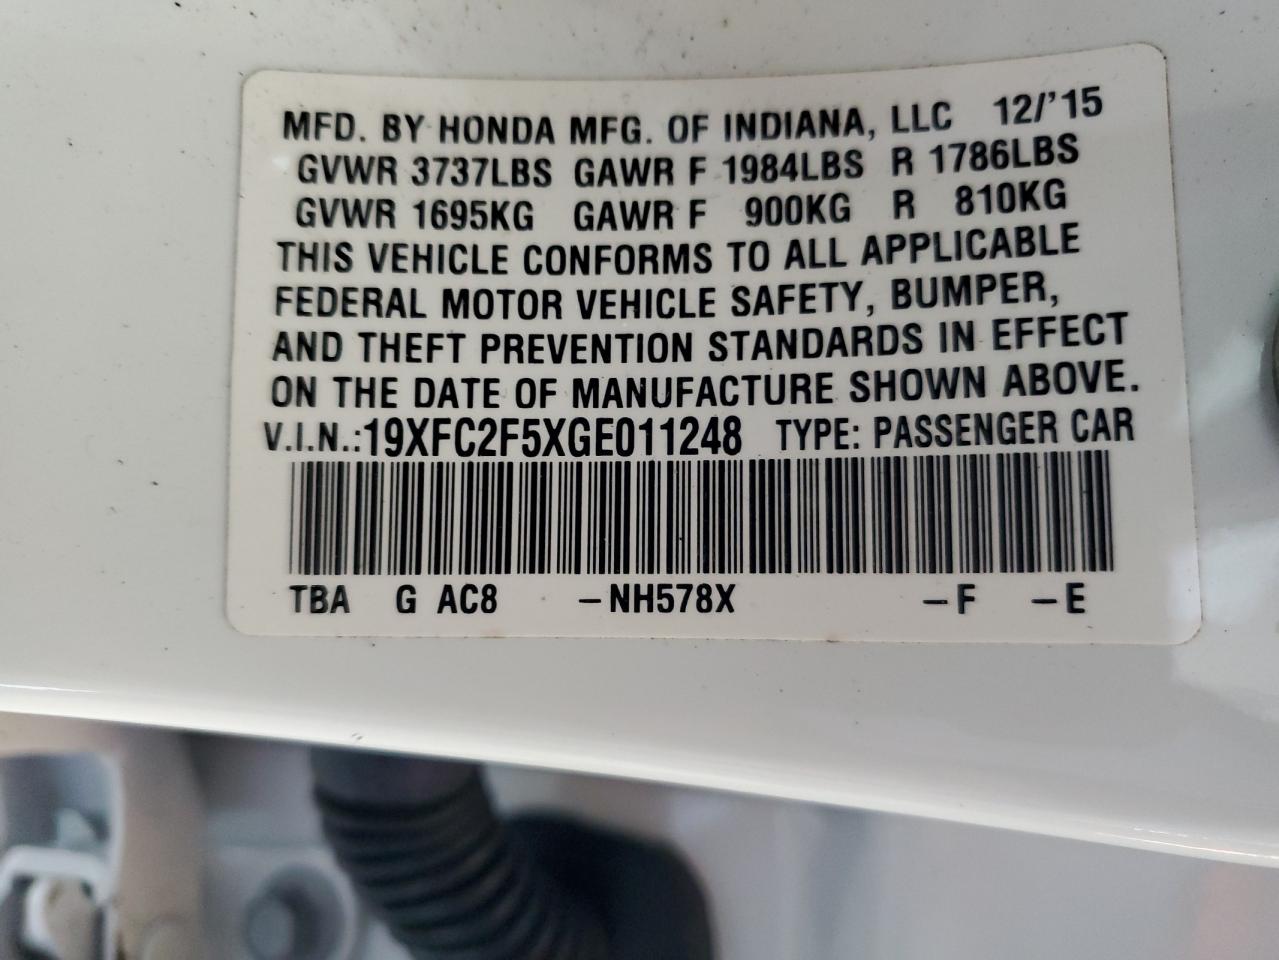 MFD. BY HONDA MFG. OF INDIANA, LLC 12/'15
GVWR 3737LBS GAWR F 1984LBS R 1786LBS
GVWR 1695KG GAWR F 900KG R 810KG
THIS VEHICLE CONFORMS TO ALL APPLICABLE
FEDERAL MOTOR VEHICLE SAFETY, BUMPER,
AND THEFT PREVENTION STANDARDS IN EFFECT
ON THE DATE OF MANUFACTURE SHOWN ABOVE.
V.I.N.:19XFC2F5XGE011248 TYPE: PASSENGER CAR
TBA G AC8 –NH578X –F –E